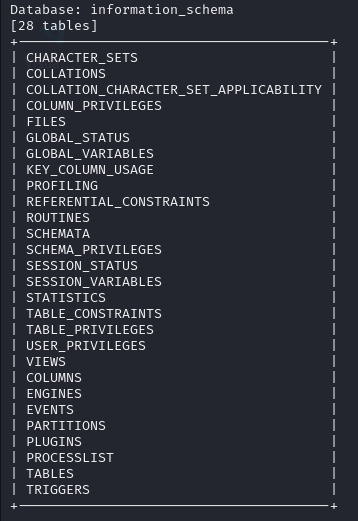 Database: information_schema
[28 tables]
+---------------------------------------+
| CHARACTER_SETS                        |
| COLLATIONS                            |
| COLLATION_CHARACTER_SET_APPLICABILITY |
| COLUMN_PRIVILEGES                     |
| FILES                                 |
| GLOBAL_STATUS                         |
| GLOBAL_VARIABLES                      |
| KEY_COLUMN_USAGE                      |
| PROFILING                             |
| REFERENTIAL_CONSTRAINTS               |
| ROUTINES                              |
| SCHEMATA                              |
| SCHEMA_PRIVILEGES                     |
| SESSION_STATUS                        |
| SESSION_VARIABLES                     |
| STATISTICS                            |
| TABLE_CONSTRAINTS                     |
| TABLE_PRIVILEGES                      |
| USER_PRIVILEGES                       |
| VIEWS                                 |
| COLUMNS                               |
| ENGINES                               |
| EVENTS                                |
| PARTITIONS                            |
| PLUGINS                               |
| PROCESSLIST                           |
| TABLES                                |
| TRIGGERS                              |
+---------------------------------------+